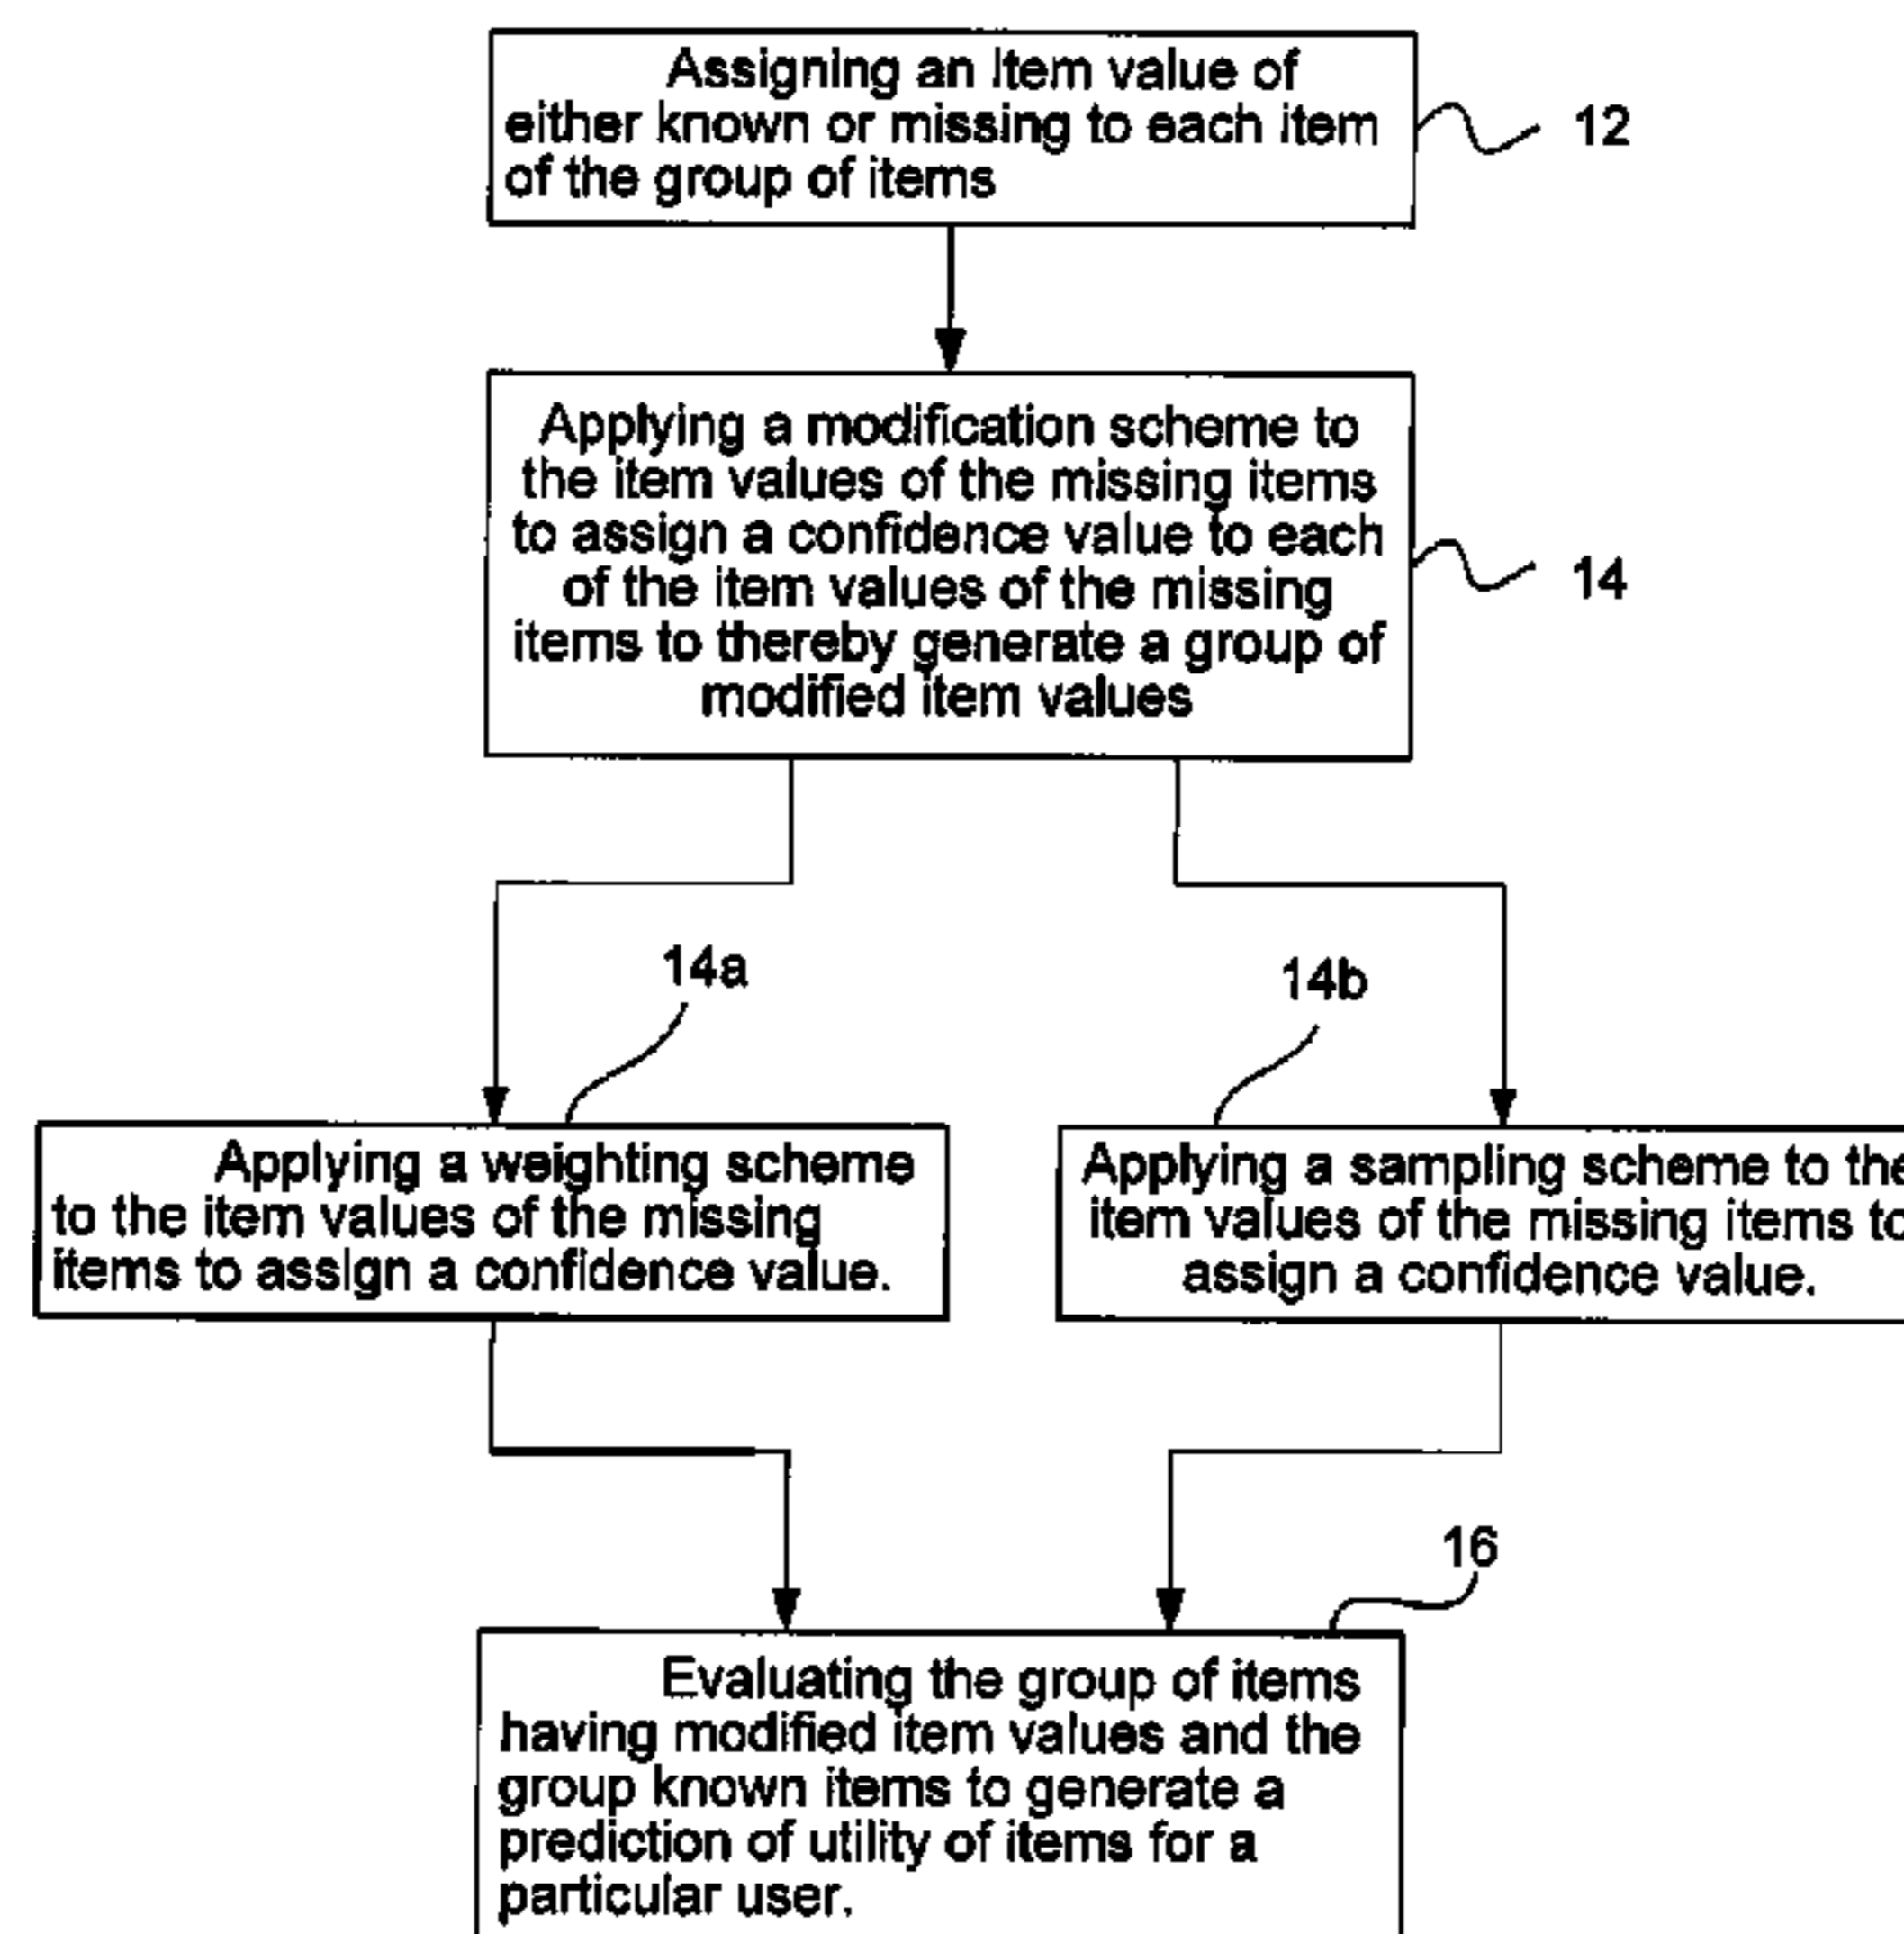 Assigning an Item value of
either known or missing to each item
of the group of items
12
Applying a modification scheme to
the item values of the missing items
to assign a confidence value to each
of the item values of the missing
items to thereby generate a group of
modified item values
14
14a
14b
Applying a weighting scheme
to the item values of the missing
items to assign a confidence value.
Applying a sampling scheme to the
item values of the missing items to
assign a confidence value.
16
Evaluating the group of items
having modified item values and the
group known items to generate a
prediction of utility of items for a
particular user.